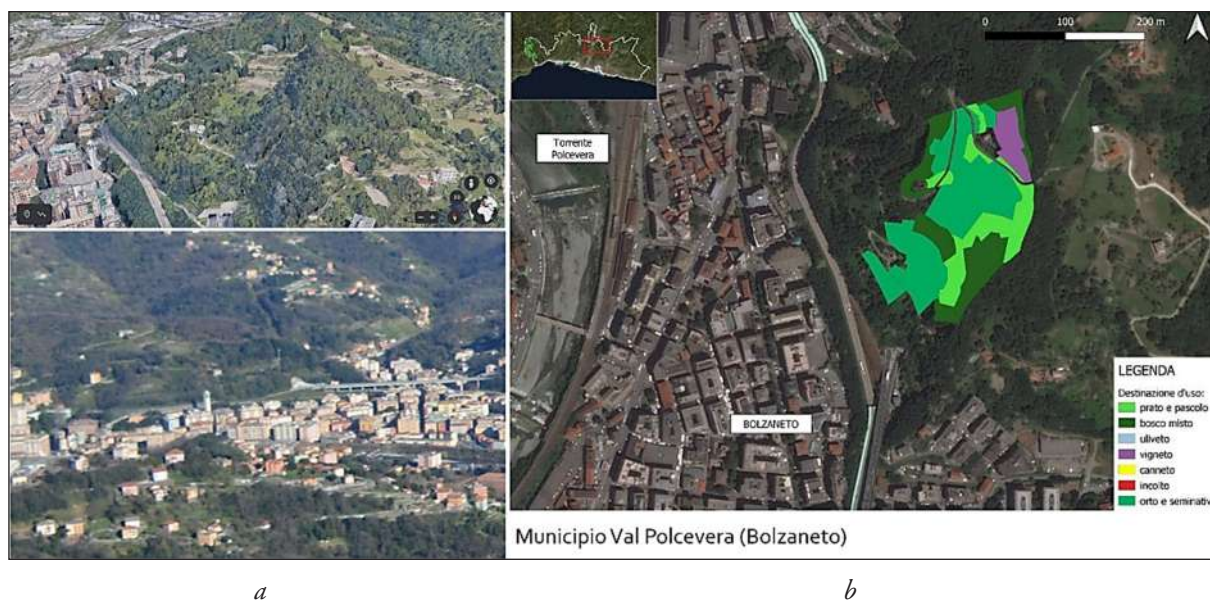 0 100 200 m
Torrente
Polcevera
BOLZANETO
LEGENDA
Destinazione d'uso:
prato e pascolo
bosco misto
uliveto
vigneto
canneto
incolto
orto e seminativ
Municipio Val Polcevera (Bolzaneto)
a b